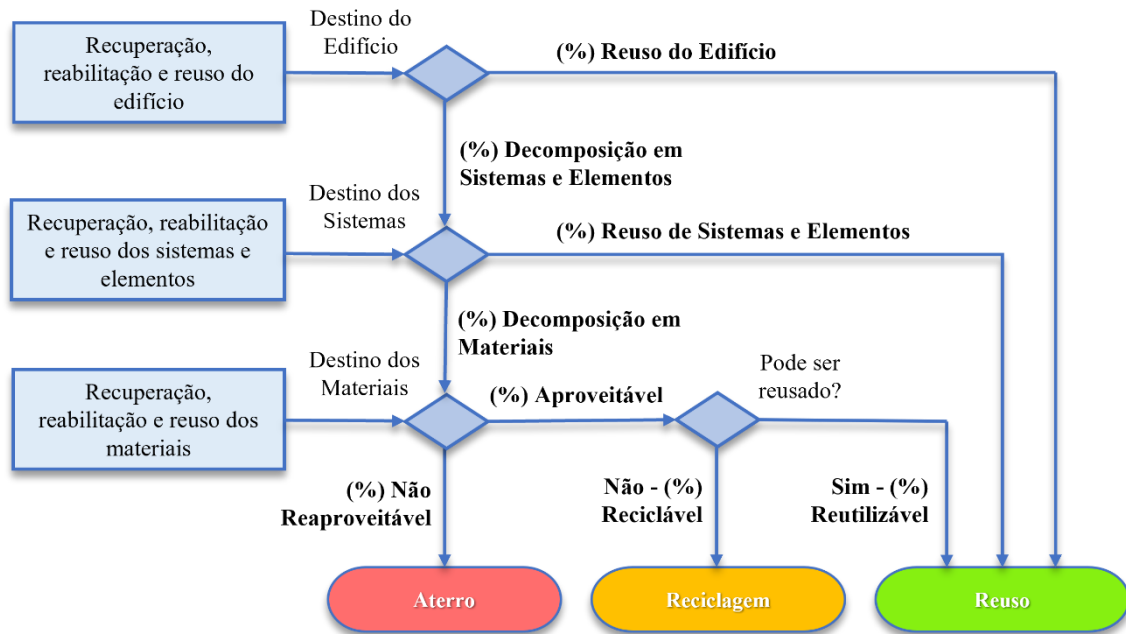 Destino do
Edifício
Recuperação,
reabilitação e reuso do
edifício
(%) Reuso do Edifício
(%) Decomposição em
Sistemas e Elementos
Destino dos
Sistemas
Recuperação, reabilitação
e reuso dos sistemas e
elementos
(%) Reuso de Sistemas e Elementos
(%) Decomposição em
Materiais
Destino dos
Materiais
Recuperação,
reabilitação e reuso dos
materiais
(%) Aproveitável
Pode ser
reusado?
(%) Não
Reaproveitável
Não - (%)
Reciclável
Sim - (%)
Reutilizável
Aterro
Reciclagem
Reuso